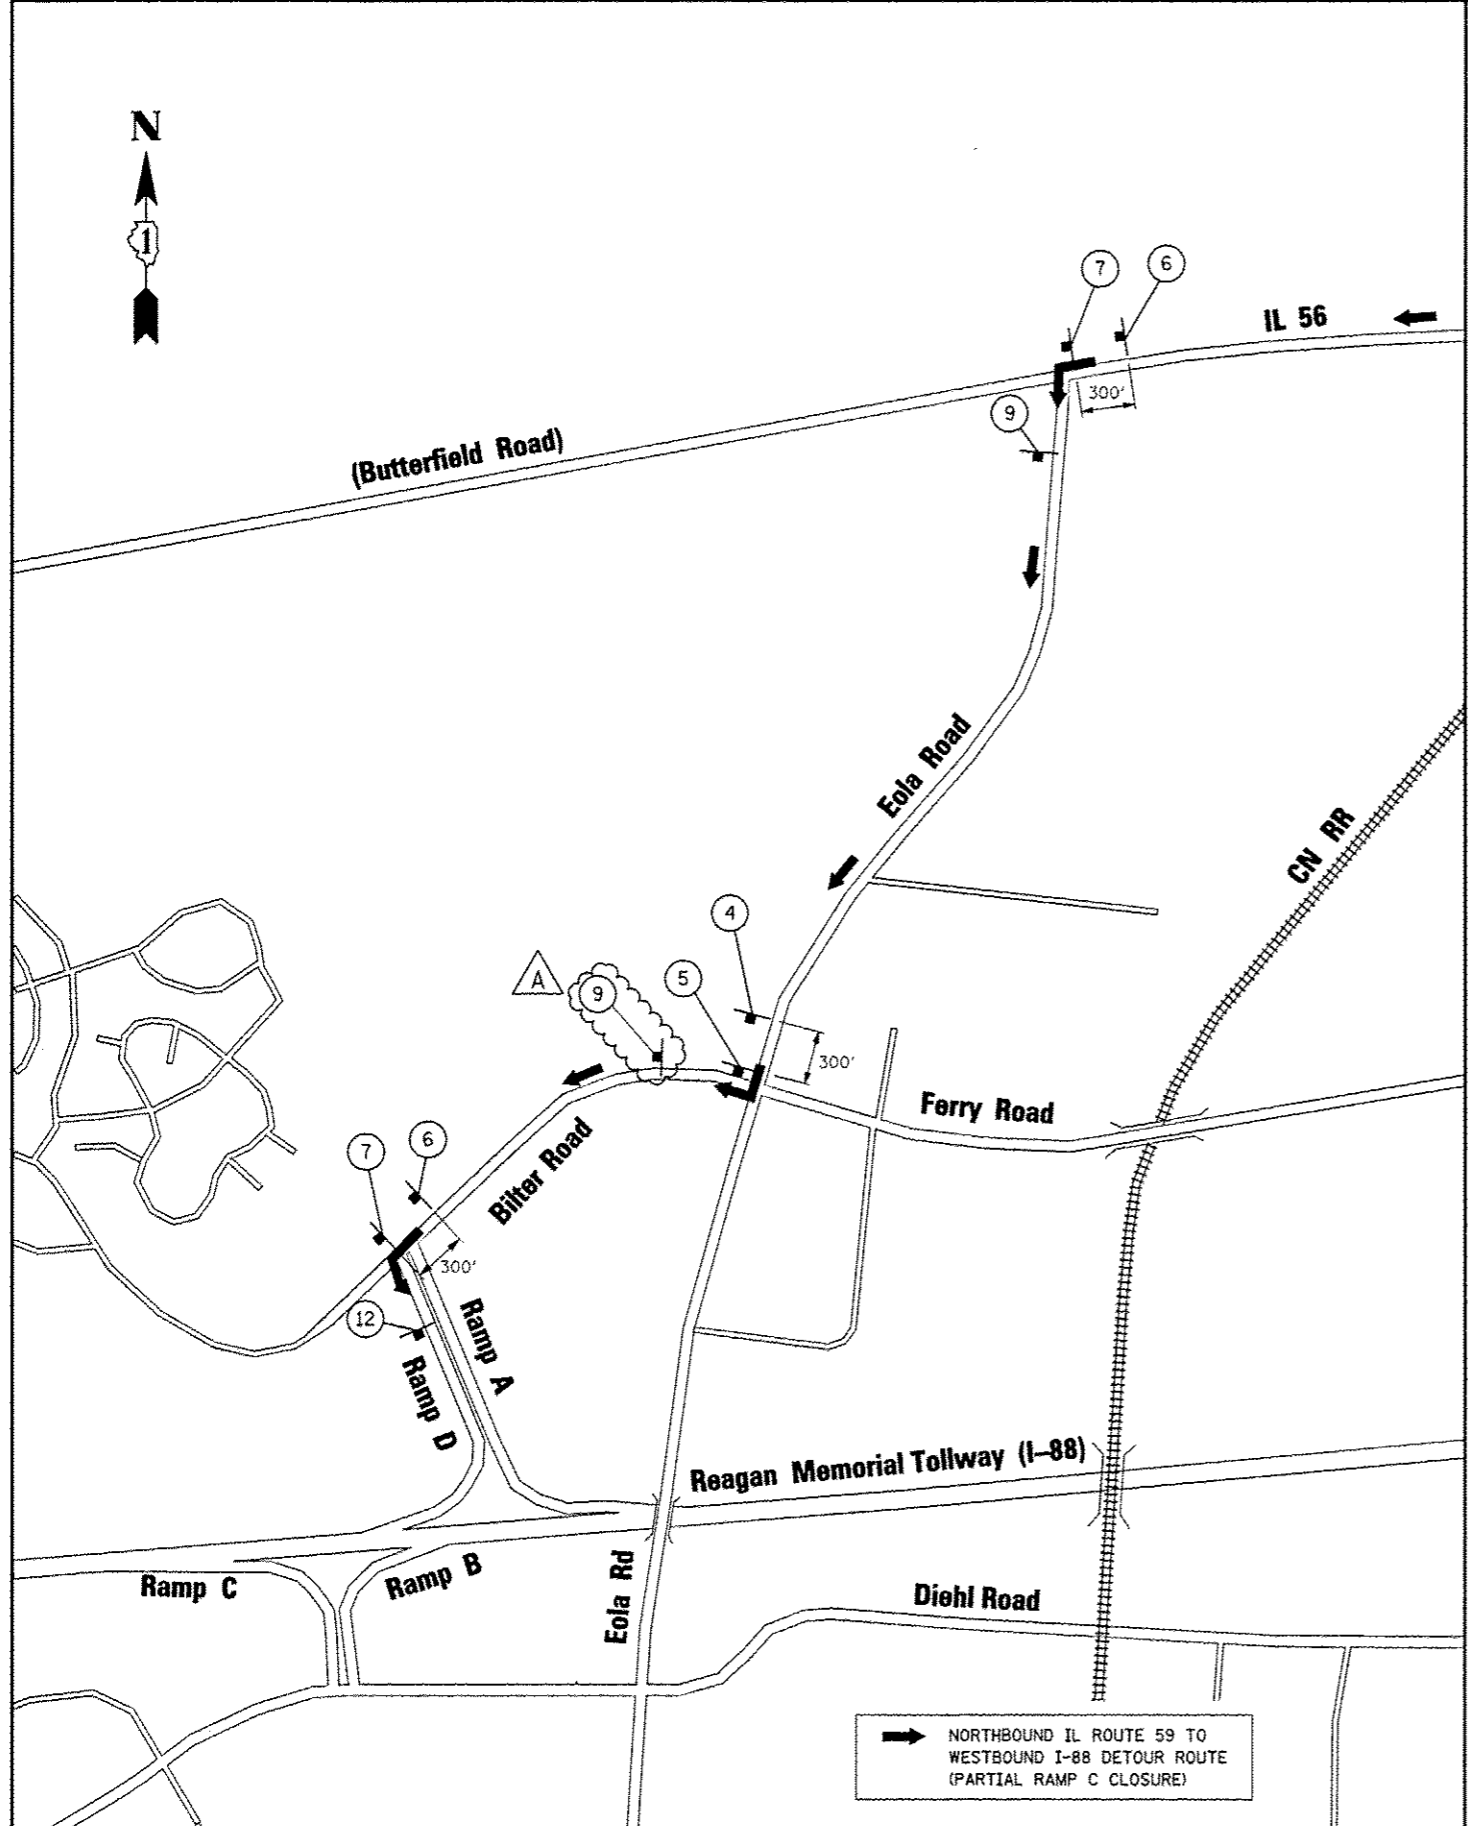 N
1
7
6
IL 56
300'
9
(Butterfield Road)
Eola Road
CN RR
4
A
9
5
300'
Ferry Road
6
7
Bilter Road
300'
12
Ramp A
Ramp D
Reagan Memorial Tollway (I-88)
Ramp C
Ramp B
Eola Rd
Diehl Road
NORTHBOUND IL ROUTE 59 TO
WESTBOUND I-88 DETOUR ROUTE
(PARTIAL RAMP C CLOSURE)